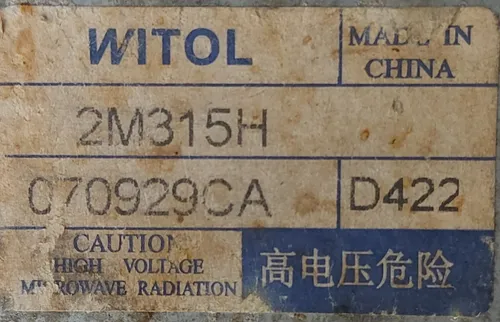 WITOL
MADE IN
CHINA
2M315H
070929CA
D422
CAUTION
HIGH VOLTAGE
MICROWAVE RADIATION
高电压危险